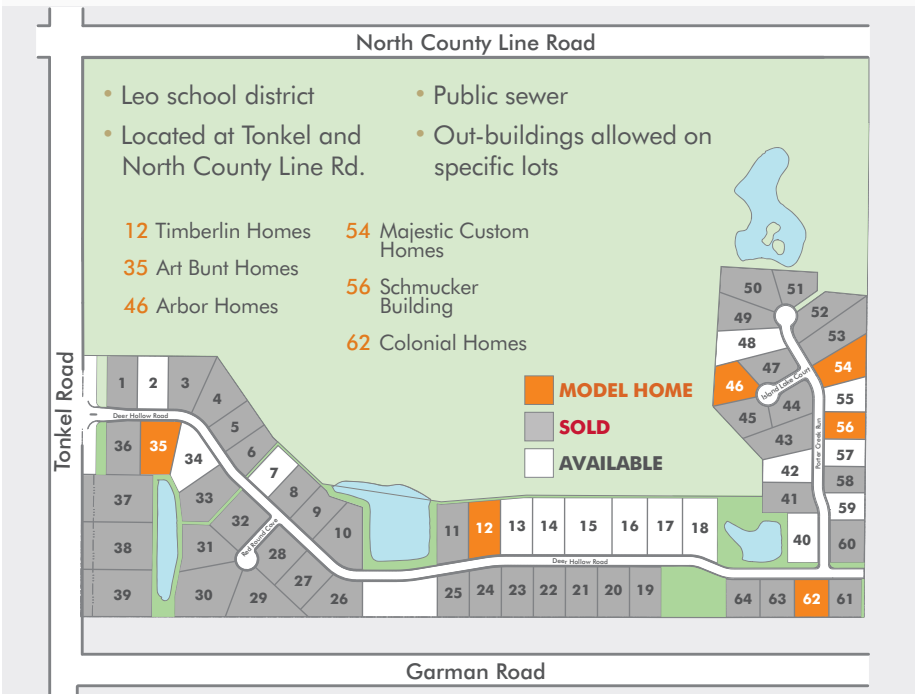 North County Line Road
• Leo school district
• Located at Tonkel and
North County Line Rd.
• Public sewer
• Out-buildings allowed on
specific lots
12 Timberlin Homes
35 Art Bunt Homes
46 Arbor Homes
54 Majestic Custom
Homes
56 Schmucker
Building
62 Colonial Homes
MODEL HOME
SOLD
AVAILABLE
Tonkel Road
50 51
49 52
48 53
47 54
46 Island Lake Court 55
45 44 56
43 57
42 58
41 59
40 60
Porter Creek Run
1 2 3
4
Deer Hollow Road
5
6
36 35 34 7
8
37 33 9
32 10
Red Round Cove
38 31 28
27
39 30 29 26
11 12 13 14 15 16 17 18
Deer Hollow Road
25 24 23 22 21 20 19
64 63 62 61
Garman Road